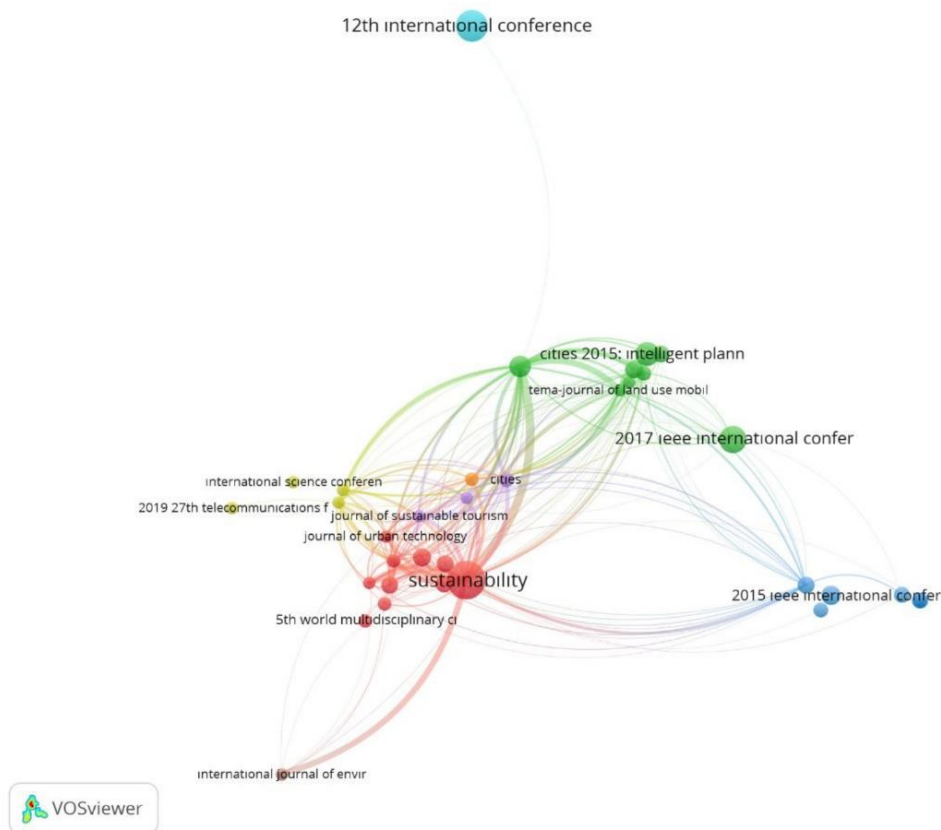 12th international conference
cities 2015: intelligent plann
tema-journal of land use mobil
2017 ieee international confer
international science conferen
cities
2019 27th telecommunications f
journal of sustainable tourism
journal of urban technology
sustainability
2015 ieee international confer
5th world multidisciplinary ci
international journal of envir
VOSviewer